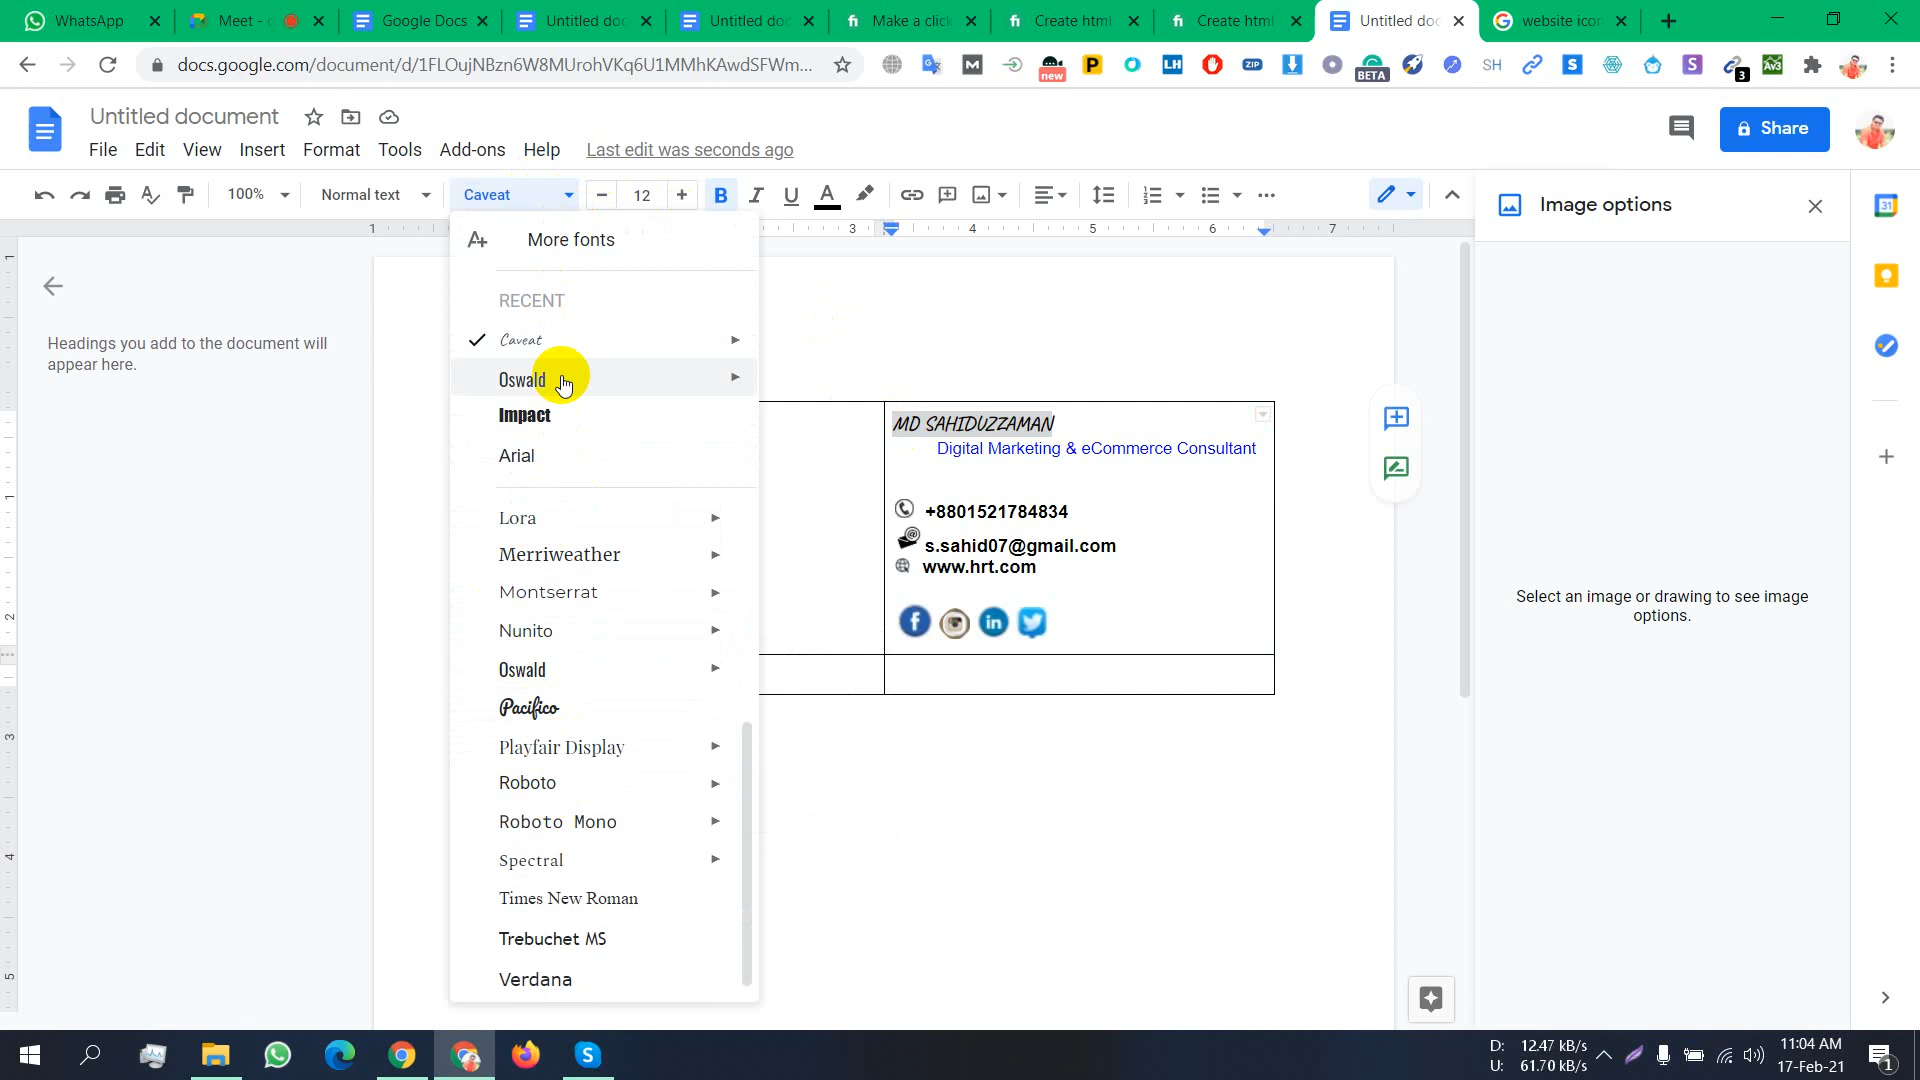 WhatsApp
Meet - d
Google Docs
Untitled doc
Untitled doc
Make a click
Create html
Create html
Untitled doc
website icon
docs.google.com/document/d/1FLOujNBzn6W8MUrohVKq6U1MMhKAwdSFWm...
new
ZIP
BETA
SH
3
Untitled document
File Edit View Insert Format Tools Add-ons Help Last edit was seconds ago
Share
100% Normal text Caveat 12
Image options
More fonts
RECENT
Caveat
Oswald
Impact
Arial
Lora
Merriweather
Montserrat
Nunito
Oswald
Pacifico
Playfair Display
Roboto
Roboto Mono
Spectral
Times New Roman
Trebuchet MS
Verdana
Headings you add to the document will
appear here.
MD SAHIDUZZAMAN
Digital Marketing & eCommerce Consultant
+8801521784834
s.sahid07@gmail.com
www.hrt.com
Select an image or drawing to see image
options.
D: 12.47 kB/s
U: 61.70 kB/s
11:04 AM
17-Feb-21
1